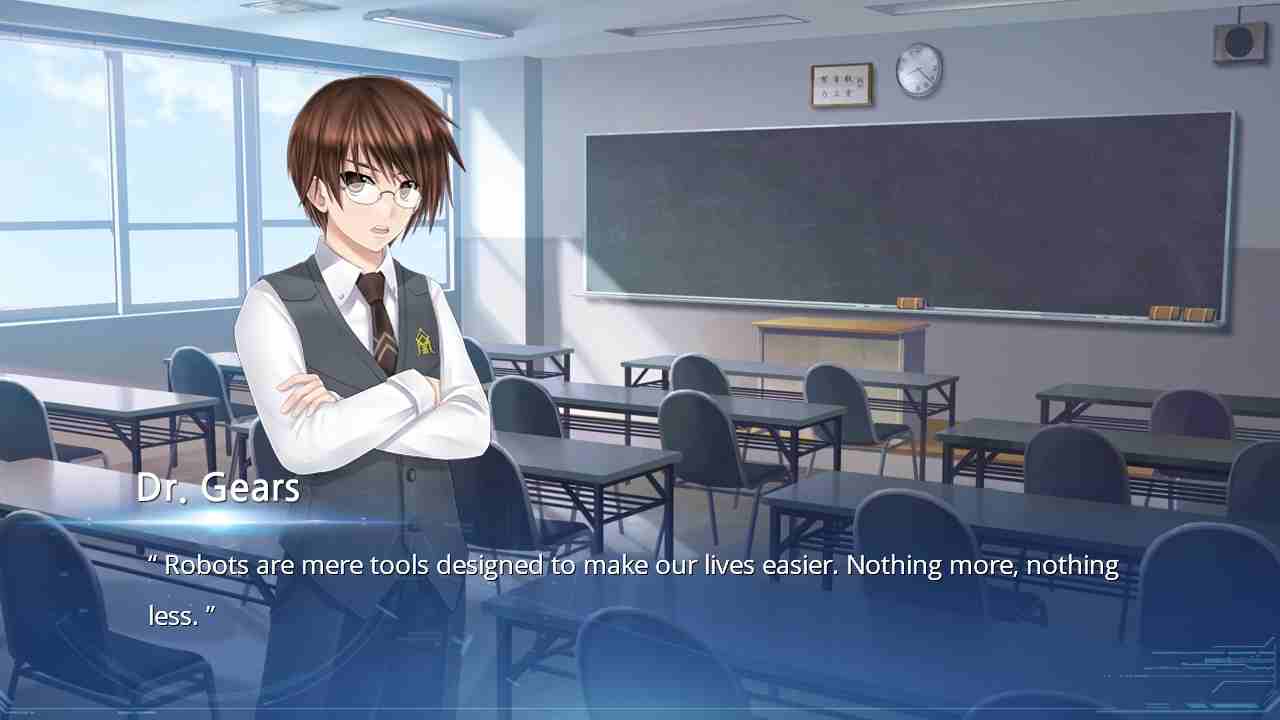 Dr. Gears
“ Robots are mere tools designed to make our lives easier. Nothing more, nothing
less. ”